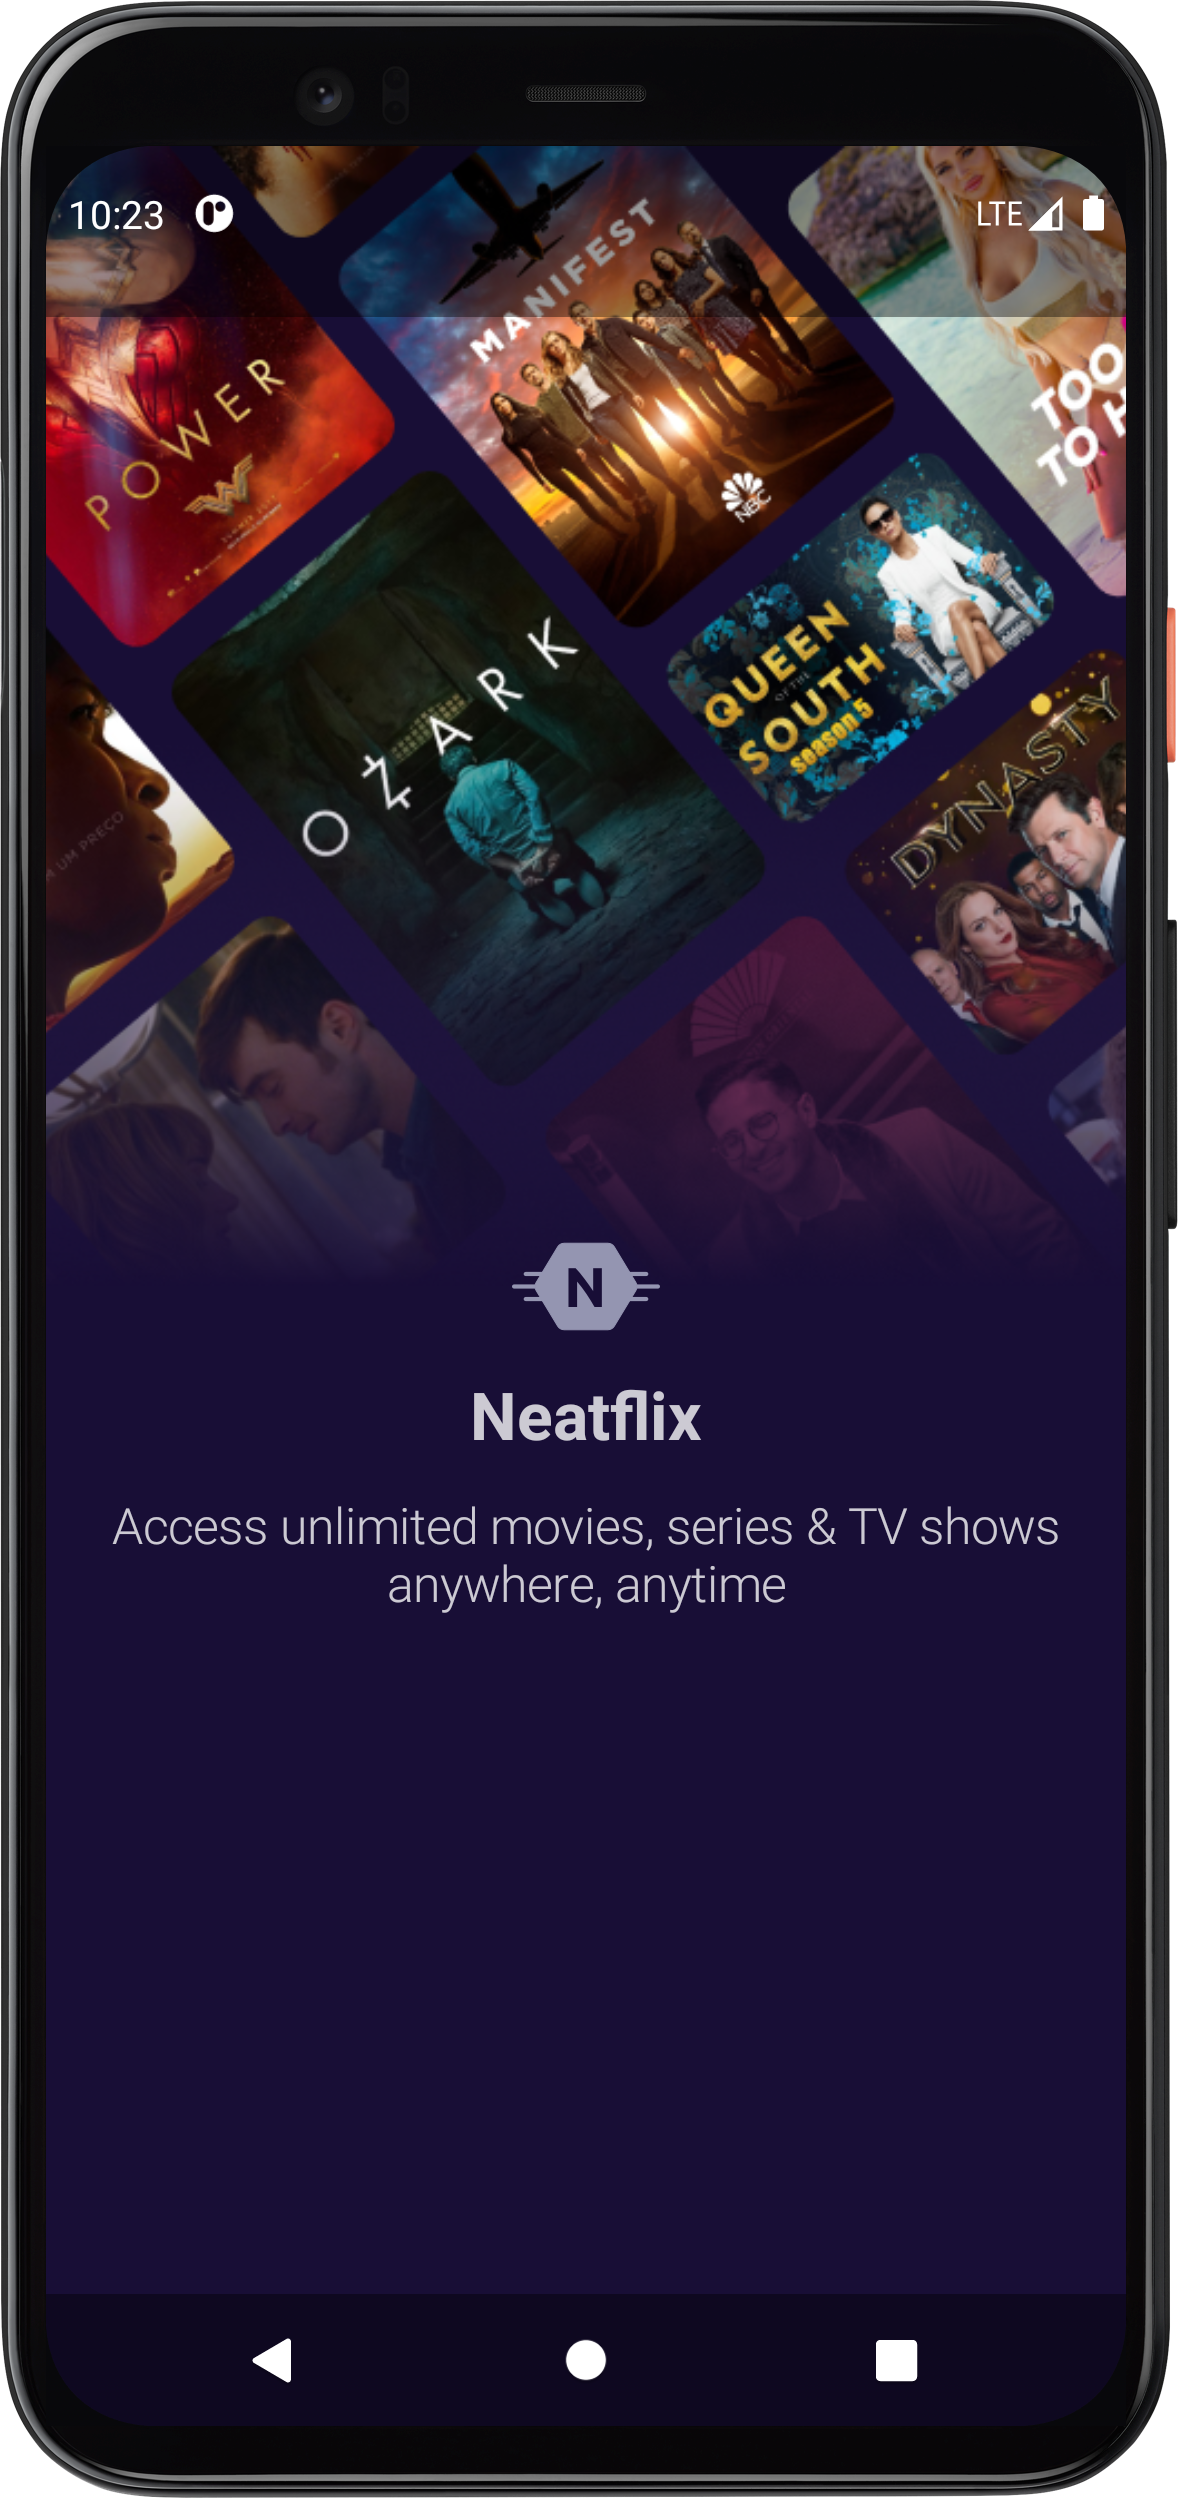 10:23
LTE
MANIFEST
NBC
POWER
TOO
TO H
OZARK
QUEEN
OF THE
SOUTH
Season 5
DYNASTY
M UM PREÇO
N
Neatflix
Access unlimited movies, series & TV shows
anywhere, anytime